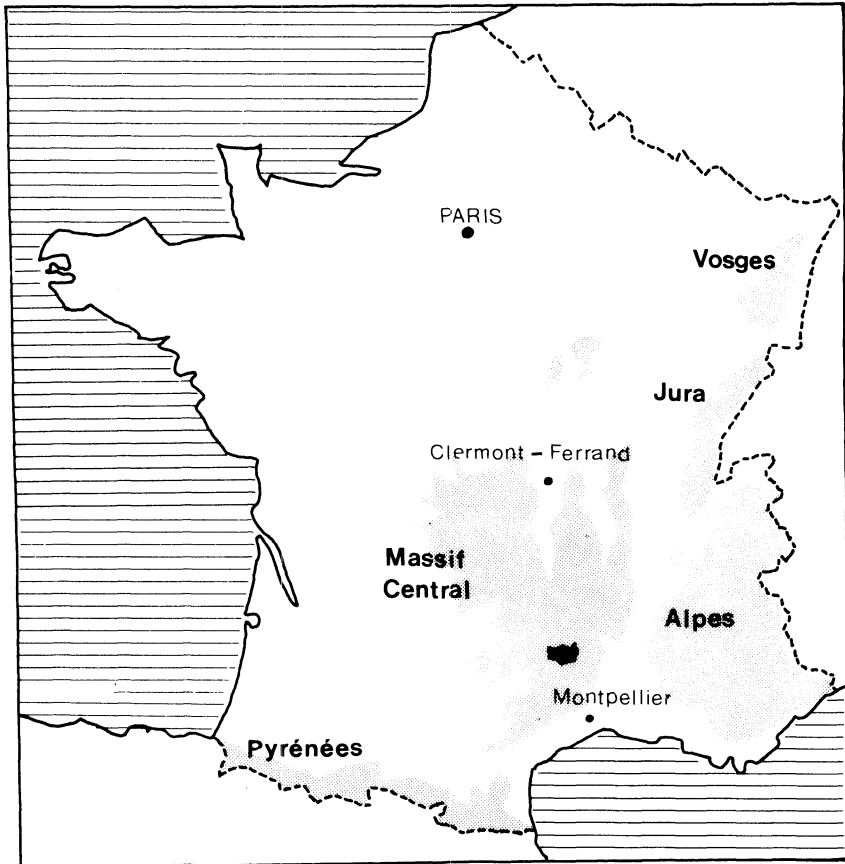 PARIS
Vosges
Jura
Clermont – Ferrand
Massif
Central
Alpes
Montpellier
Pyrénées